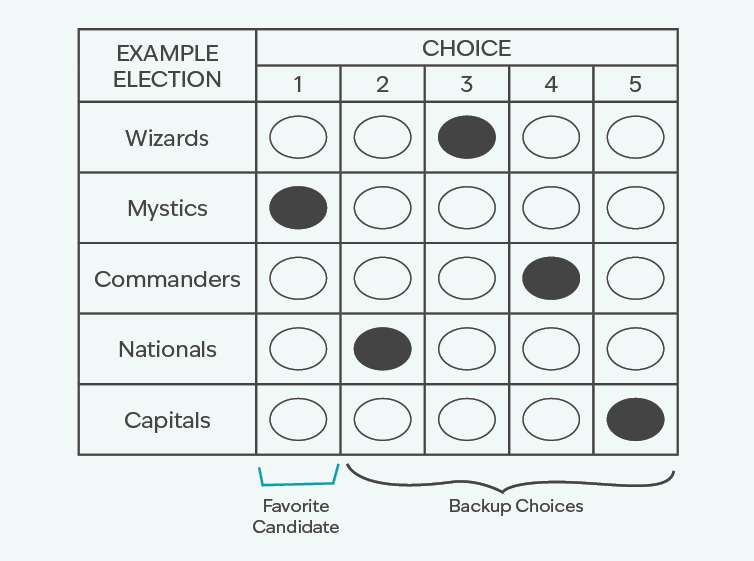 EXAMPLE
ELECTION
CHOICE
1 2 3 4 5
Wizards
Mystics
Commanders
Nationals
Capitals
Favorite
Candidate
Backup Choices